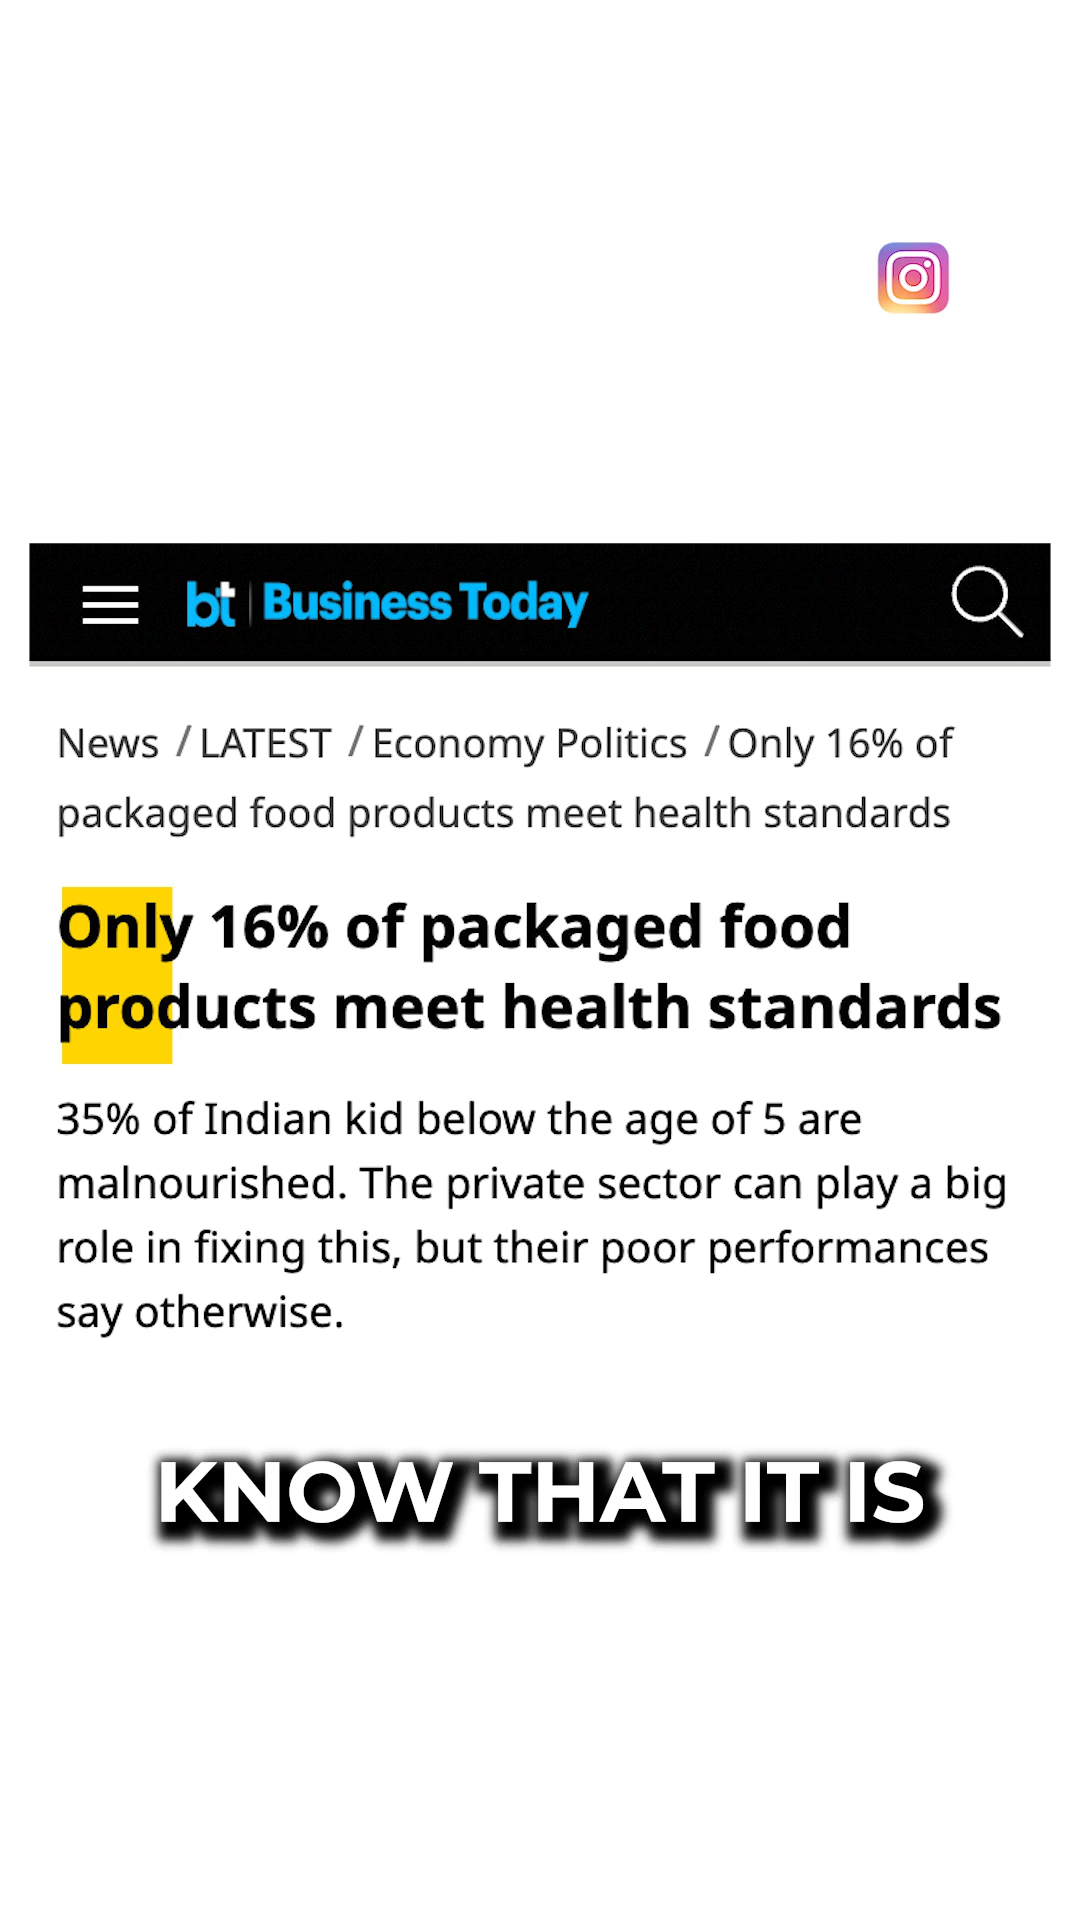 bt | Business Today
News / LATEST / Economy Politics / Only 16% of
packaged food products meet health standards
Only 16% of packaged food
products meet health standards
35% of Indian kid below the age of 5 are
malnourished. The private sector can play a big
role in fixing this, but their poor performances
say otherwise.
KNOW THAT IT IS